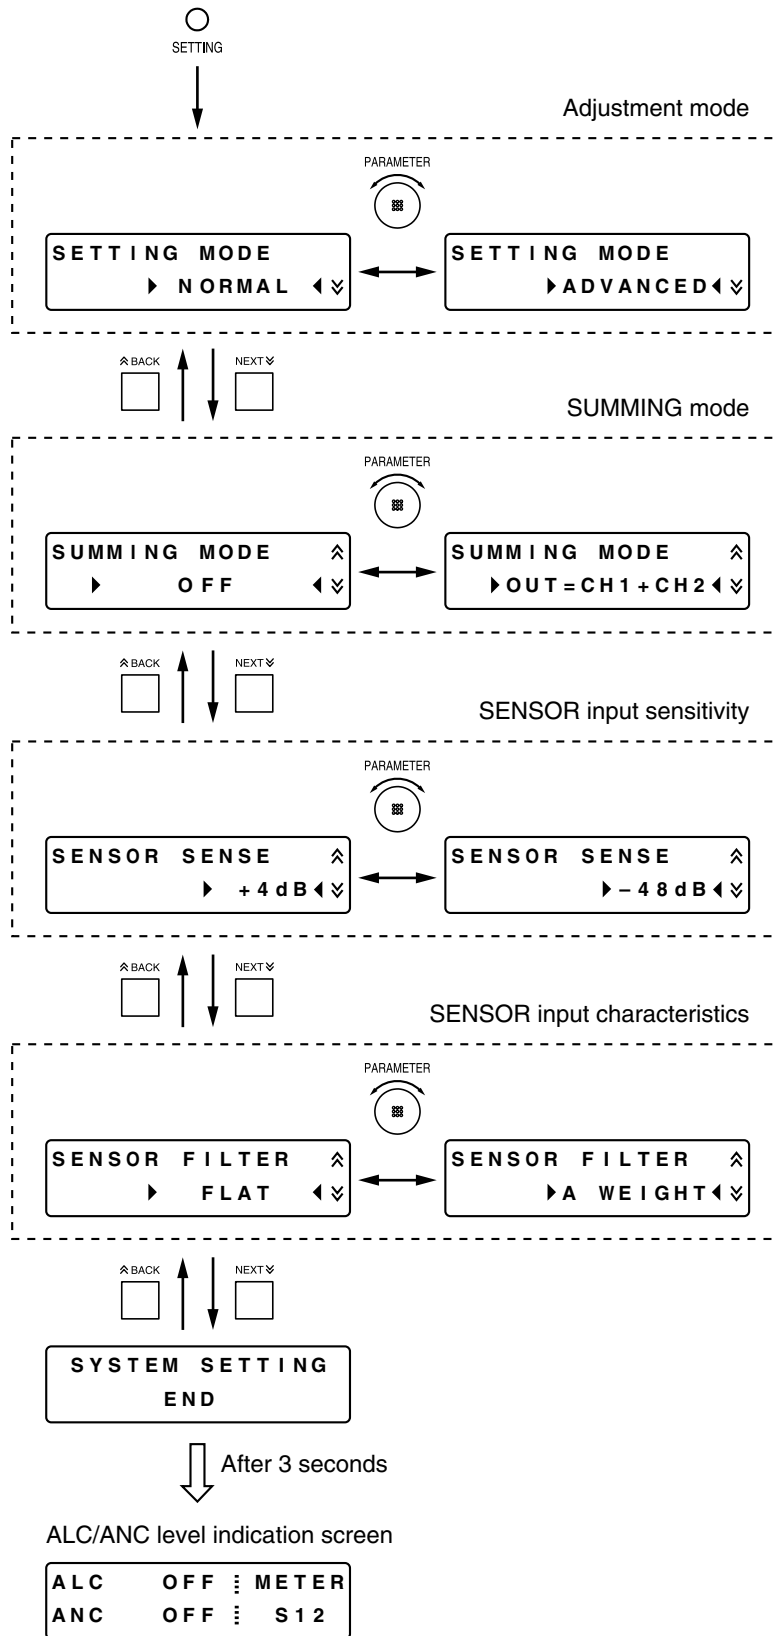 SETTING
Adjustment mode
PARAMETER
SETTING MODE
▶ NORMAL ◀
SETTING MODE
▶ADVANCED◀
BACK
NEXT
SUMMING mode
PARAMETER
SUMMING MODE
▶ OFF ◀
SUMMING MODE
▶OUT=CH1+CH2◀
BACK
NEXT
SENSOR input sensitivity
PARAMETER
SENSOR SENSE
▶ +4dB◀
SENSOR SENSE
▶–48dB◀
BACK
NEXT
SENSOR input characteristics
PARAMETER
SENSOR FILTER
▶ FLAT ◀
SENSOR FILTER
▶A WEIGHT◀
BACK
NEXT
SYSTEM SETTING
END
After 3 seconds
ALC/ANC level indication screen
ALC OFF ┋ METER
ANC OFF ┋ S12